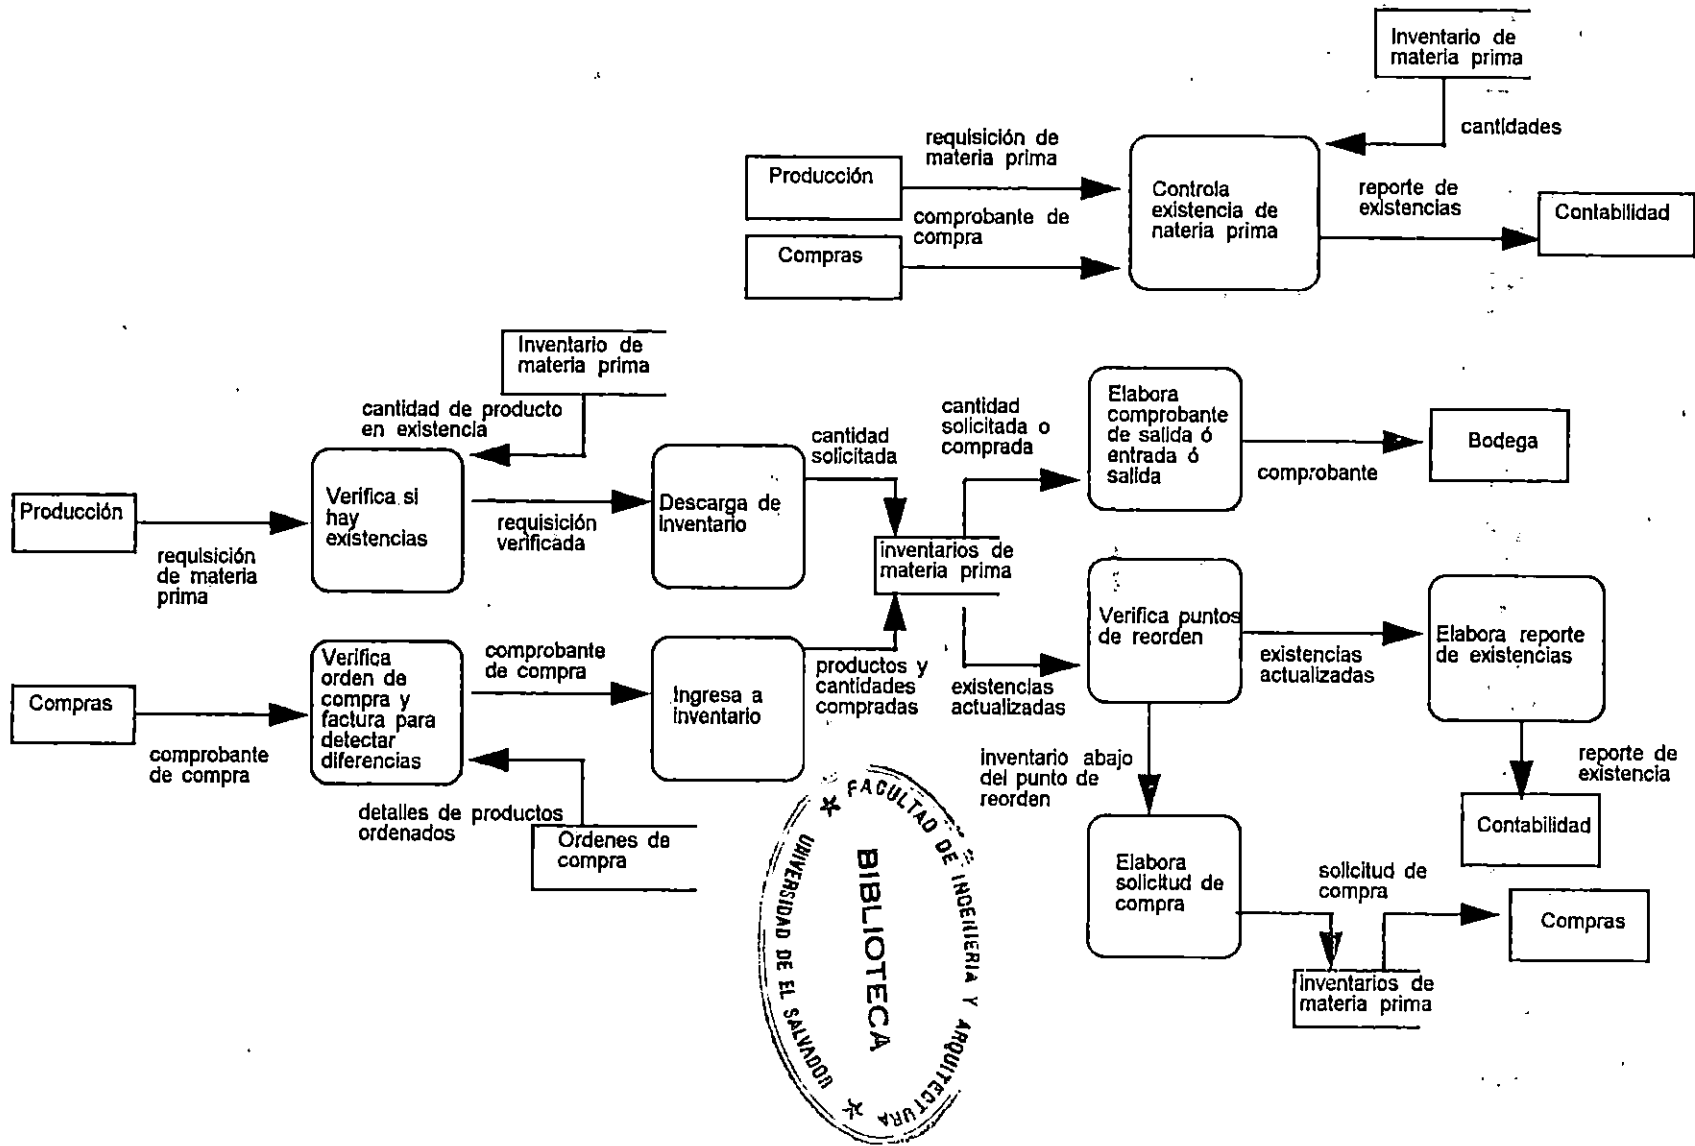 Inventario de
materia prima
cantidades
requisición de
materia prima
Producción
Controla
existencia de
nateria prima
reporte de
existencias
Contabilidad
comprobante de
compra
Compras
Inventario de
materia prima
cantidad de producto
en existencia
Producción
requisición
de materia
prima
Verifica si
hay
existencias
requisición
verificada
Descarga de
inventario
cantidad
solicitada
inventarios de
materia prima
cantidad
solicitada o
comprada
Elabora
comprobante
de salida ó
entrada ó
salida
comprobante
Bodega
Compras
comprobante
de compra
Verifica
orden de
compra y
factura para
detectar
diferencias
comprobante
de compra
Ingresa a
inventario
productos y
cantidades
compradas
existencias
actualizadas
Verifica puntos
de reorden
existencias
actualizadas
Elabora reporte
de existencias
detalles de productos
ordenados
Ordenes de
compra
inventario abajo
del punto de
reorden
reporte de
existencia
Contabilidad
Elabora
solicitud de
compra
solicitud de
compra
Compras
inventarios de
materia prima
FACULTAD DE INGENIERIA Y ARQUITECTURA
BIBLIOTECA
UNIVERSIDAD DE EL SALVADOR